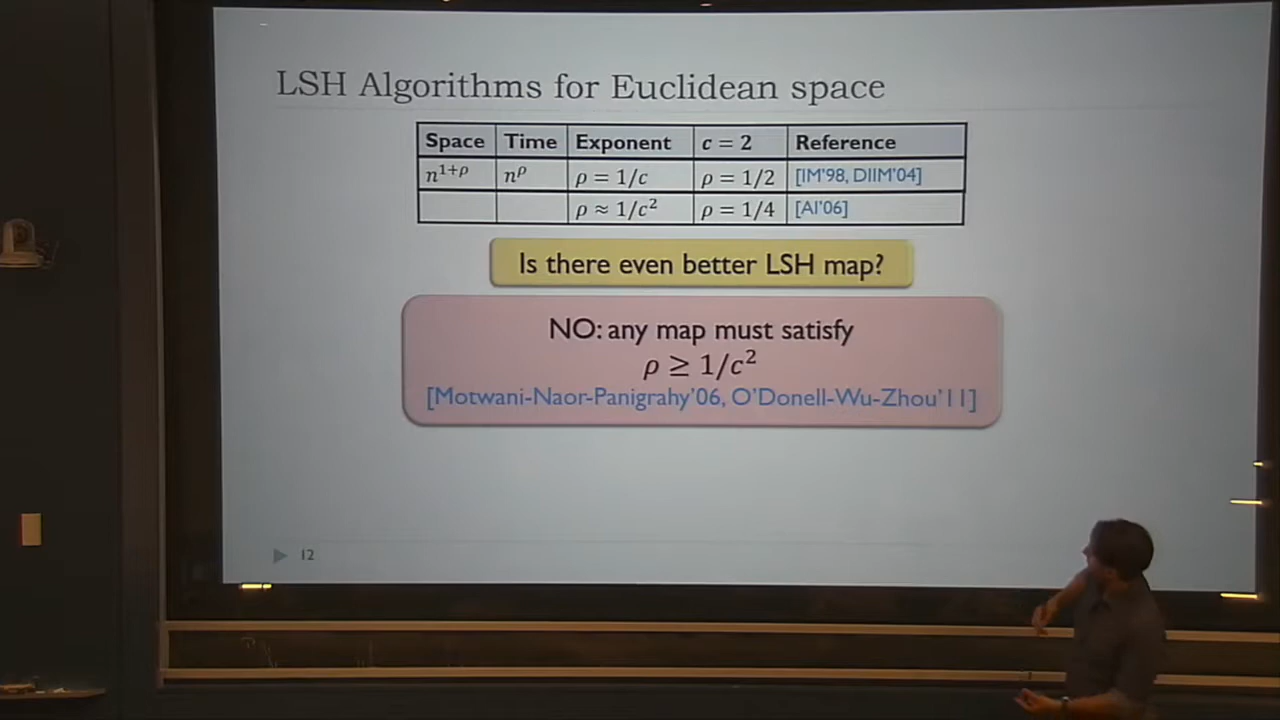 LSH Algorithms for Euclidean space
Space Time Exponent c = 2 Reference
n^{1+ρ} n^ρ ρ = 1/c ρ = 1/2 [IM'98, DIIM'04]
ρ ≈ 1/c² ρ = 1/4 [AI'06]
Is there even better LSH map?
NO: any map must satisfy
ρ ≥ 1/c²
[Motwani-Naor-Panigrahy'06, O'Donell-Wu-Zhou'11]
12